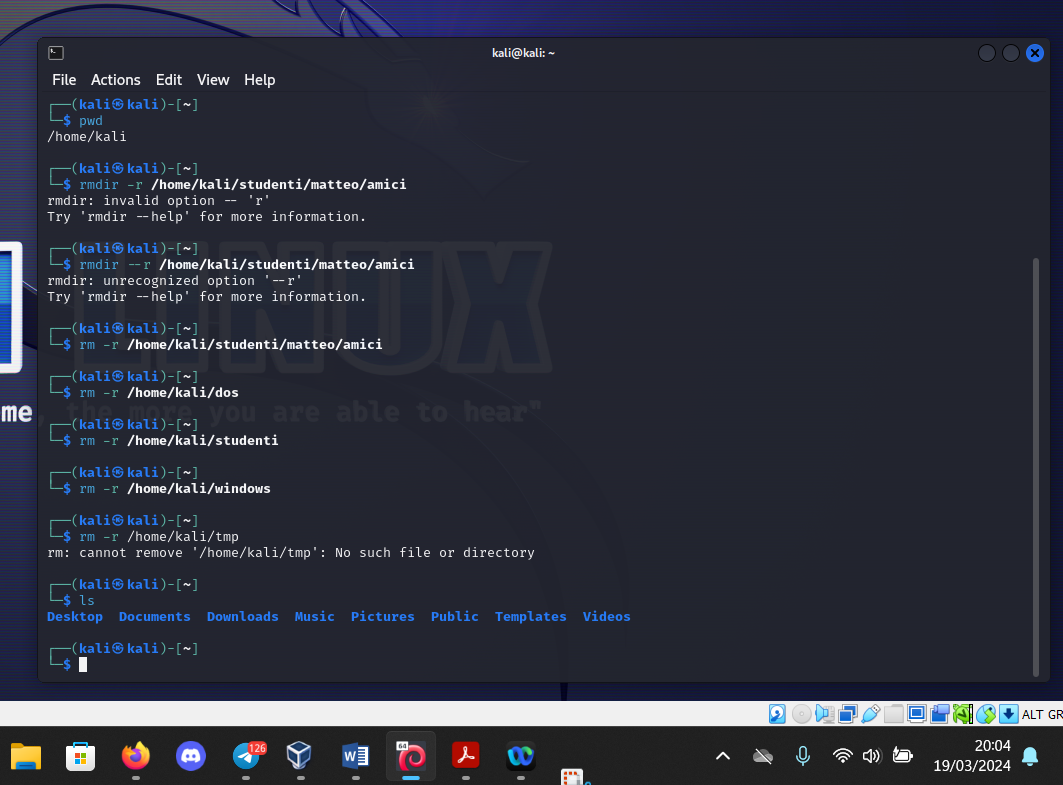 kali@kali: ~
File Actions Edit View Help
┌──(kali㉿kali)-[~]
└─$ pwd
/home/kali
┌──(kali㉿kali)-[~]
└─$ rmdir -r /home/kali/studenti/matteo/amici
rmdir: invalid option -- 'r'
Try 'rmdir --help' for more information.
┌──(kali㉿kali)-[~]
└─$ rmdir --r /home/kali/studenti/matteo/amici
rmdir: unrecognized option '--r'
Try 'rmdir --help' for more information.
┌──(kali㉿kali)-[~]
└─$ rm -r /home/kali/studenti/matteo/amici
┌──(kali㉿kali)-[~]
└─$ rm -r /home/kali/dos
me, the more you are able to hear"
┌──(kali㉿kali)-[~]
└─$ rm -r /home/kali/studenti
┌──(kali㉿kali)-[~]
└─$ rm -r /home/kali/windows
┌──(kali㉿kali)-[~]
└─$ rm -r /home/kali/tmp
rm: cannot remove '/home/kali/tmp': No such file or directory
┌──(kali㉿kali)-[~]
└─$ ls
Desktop Documents Downloads Music Pictures Public Templates Videos
┌──(kali㉿kali)-[~]
└─$
LINUX
ALT GR
126
64
20:04
19/03/2024